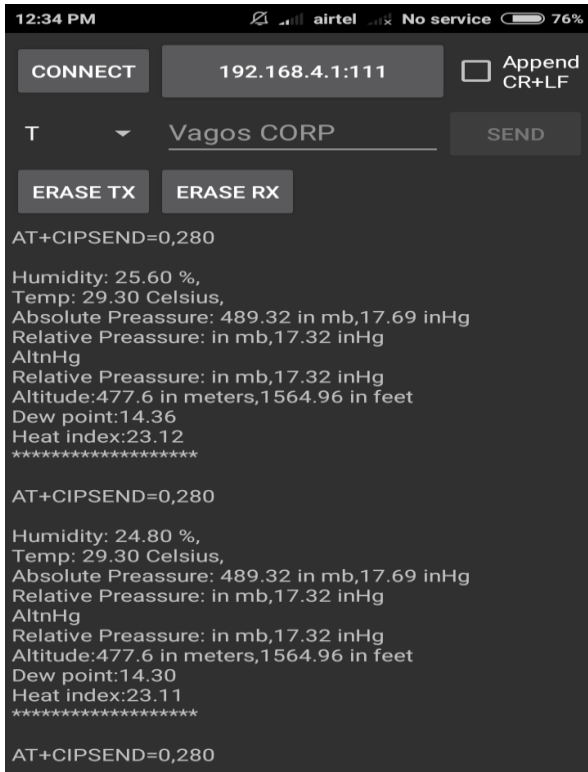 12:34 PM airtel No service 76%
CONNECT 192.168.4.1:111 Append
CR+LF
T Vagos CORP SEND
ERASE TX ERASE RX
AT+CIPSEND=0,280
Humidity: 25.60 %,
Temp: 29.30 Celsius,
Absolute Preassure: 489.32 in mb,17.69 inHg
Relative Preassure: in mb,17.32 inHg
AltnHg
Relative Preassure: in mb,17.32 inHg
Altitude:477.6 in meters,1564.96 in feet
Dew point:14.36
Heat index:23.12
*******************
AT+CIPSEND=0,280
Humidity: 24.80 %,
Temp: 29.30 Celsius,
Absolute Preassure: 489.32 in mb,17.69 inHg
Relative Preassure: in mb,17.32 inHg
AltnHg
Relative Preassure: in mb,17.32 inHg
Altitude:477.6 in meters,1564.96 in feet
Dew point:14.30
Heat index:23.11
*******************
AT+CIPSEND=0,280